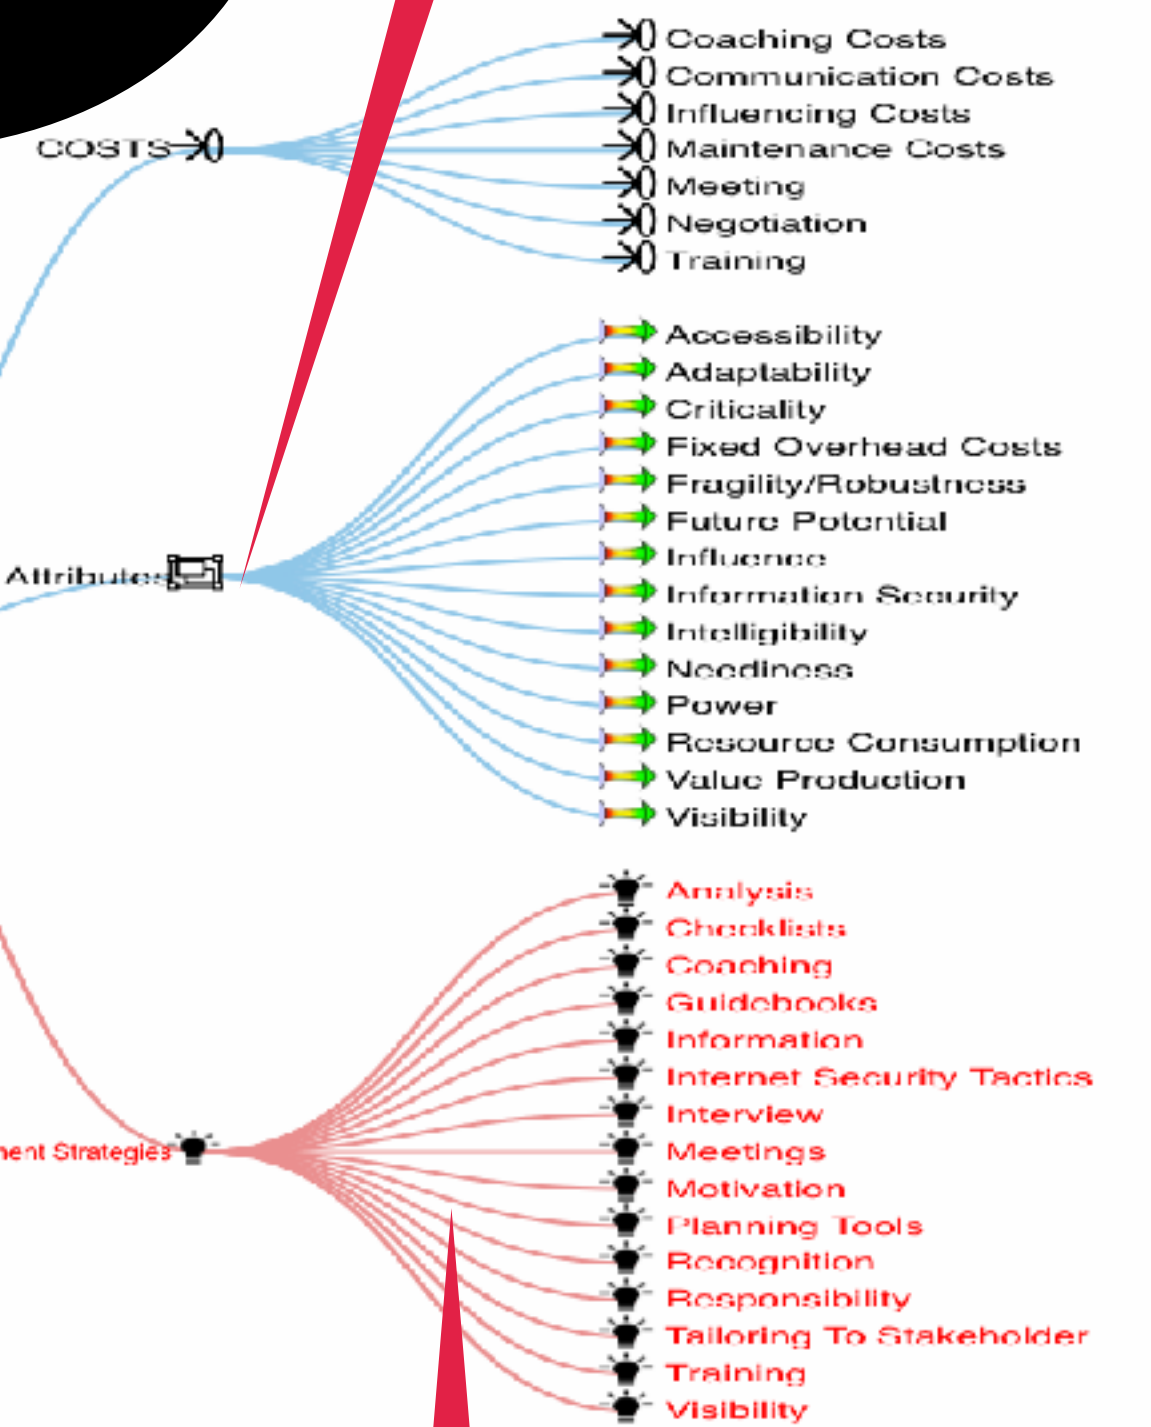 COSTS
Coaching Costs
Communication Costs
Influencing Costs
Maintenance Costs
Meeting
Negotiation
Training
Attributes
Accessibility
Adaptability
Criticality
Fixed Overhead Costs
Fragility/Robustness
Future Potential
Influence
Information Security
Intelligibility
Neediness
Power
Resource Consumption
Value Production
Visibility
Strategies
Analysis
Checklists
Coaching
Guidebooks
Information
Internet Security Tactics
Interview
Meetings
Motivation
Planning Tools
Recognition
Responsibility
Tailoring To Stakeholder
Training
Visibility